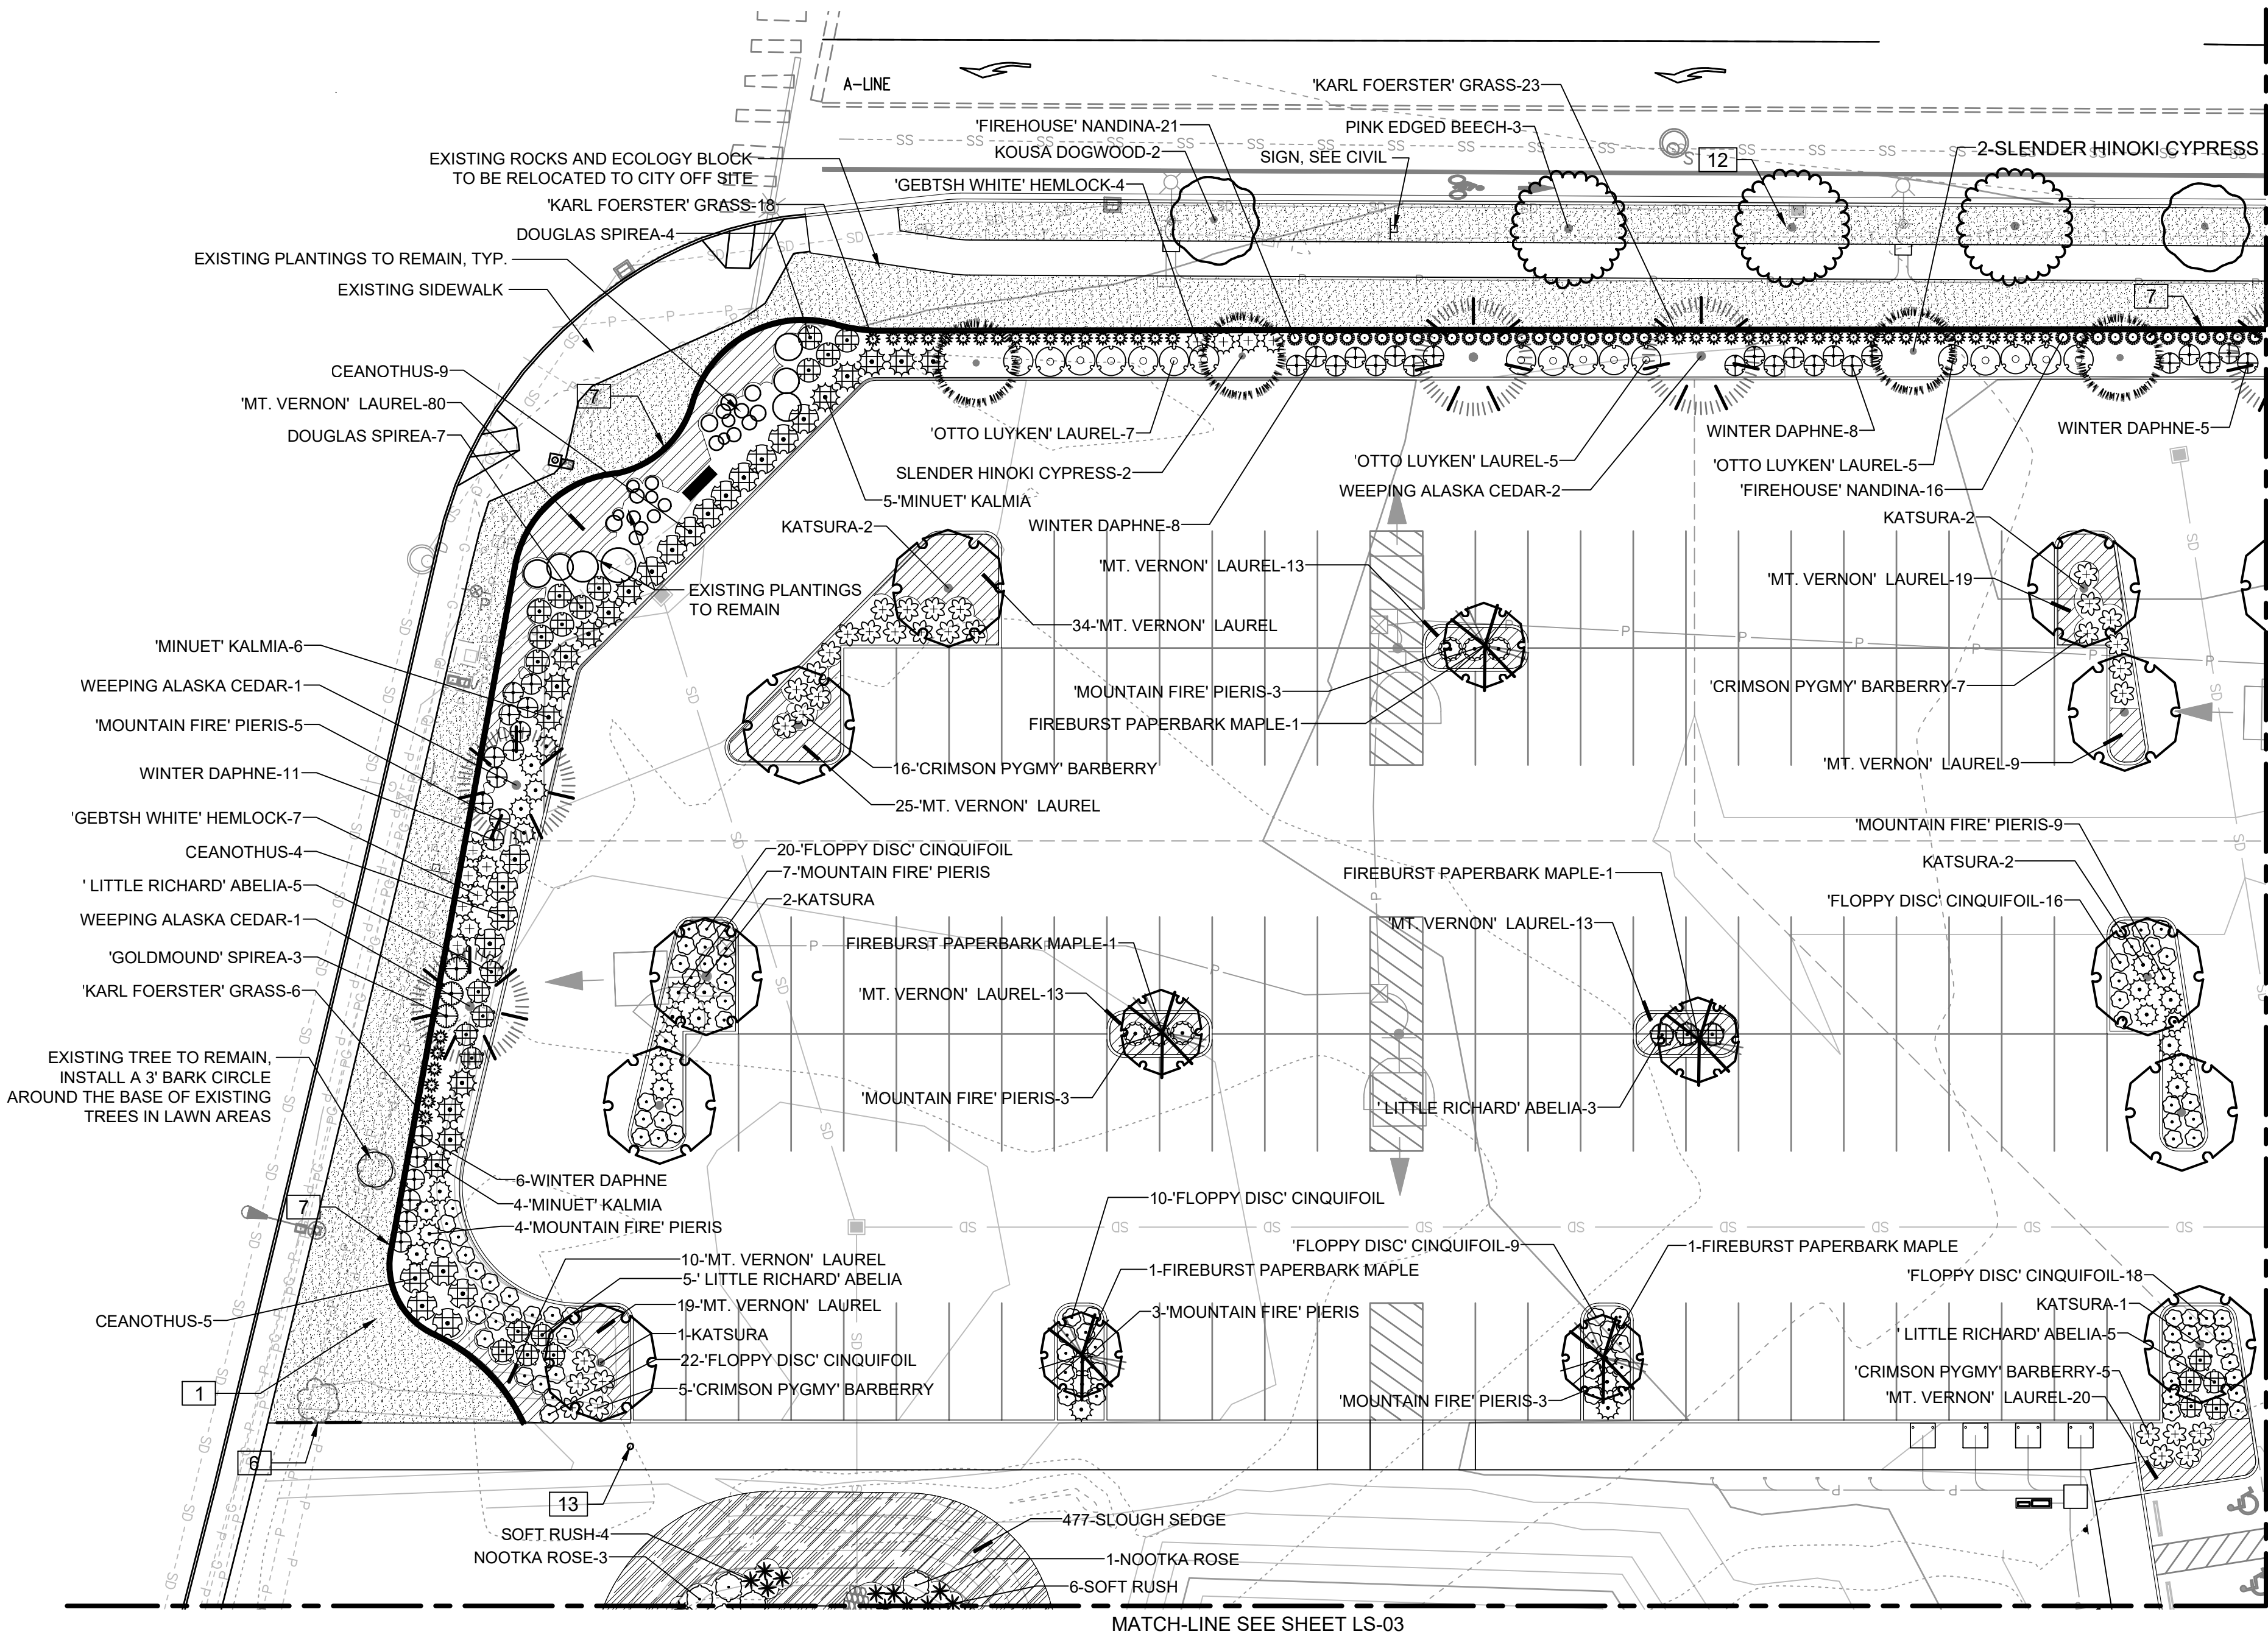 A-LINE
'KARL FOERSTER' GRASS-23
'FIREHOUSE' NANDINA-21
PINK EDGED BEECH-3
KOUSA DOGWOOD-2
SIGN, SEE CIVIL
12
2-SLENDER HINOKI CYPRESS
EXISTING ROCKS AND ECOLOGY BLOCK
TO BE RELOCATED TO CITY OFF SITE
'GEBTSH WHITE' HEMLOCK-4
'KARL FOERSTER' GRASS-18
DOUGLAS SPIREA-4
EXISTING PLANTINGS TO REMAIN, TYP.
EXISTING SIDEWALK
7
CEANOTHUS-9
7
'MT. VERNON' LAUREL-80
DOUGLAS SPIREA-7
'OTTO LUYKEN' LAUREL-7
SLENDER HINOKI CYPRESS-2
5-'MINUET' KALMIA
WINTER DAPHNE-8
'OTTO LUYKEN' LAUREL-5
WEEPING ALASKA CEDAR-2
WINTER DAPHNE-8
'OTTO LUYKEN' LAUREL-5
'FIREHOUSE' NANDINA-16
WINTER DAPHNE-5
KATSURA-2
KATSURA-2
'MT. VERNON' LAUREL-13
'MT. VERNON' LAUREL-19
EXISTING PLANTINGS
TO REMAIN
34-'MT. VERNON' LAUREL
'MINUET' KALMIA-6
WEEPING ALASKA CEDAR-1
'MOUNTAIN FIRE' PIERIS-5
WINTER DAPHNE-11
'GEBTSH WHITE' HEMLOCK-7
CEANOTHUS-4
' LITTLE RICHARD' ABELIA-5
WEEPING ALASKA CEDAR-1
'GOLDMOUND' SPIREA-3
'KARL FOERSTER' GRASS-6
EXISTING TREE TO REMAIN,
INSTALL A 3' BARK CIRCLE
AROUND THE BASE OF EXISTING
TREES IN LAWN AREAS
'MOUNTAIN FIRE' PIERIS-3
FIREBURST PAPERBARK MAPLE-1
'CRIMSON PYGMY' BARBERRY-7
'MT. VERNON' LAUREL-9
16-'CRIMSON PYGMY' BARBERRY
25-'MT. VERNON' LAUREL
20-'FLOPPY DISC' CINQUIFOIL
7-'MOUNTAIN FIRE' PIERIS
2-KATSURA
FIREBURST PAPERBARK MAPLE-1
'MT. VERNON' LAUREL-13
'MOUNTAIN FIRE' PIERIS-3
FIREBURST PAPERBARK MAPLE-1
'MT. VERNON' LAUREL-13
' LITTLE RICHARD' ABELIA-3
'MOUNTAIN FIRE' PIERIS-9
KATSURA-2
'FLOPPY DISC' CINQUIFOIL-16
6-WINTER DAPHNE
4-'MINUET' KALMIA
4-'MOUNTAIN FIRE' PIERIS
7
10-'MT. VERNON' LAUREL
5-' LITTLE RICHARD' ABELIA
19-'MT. VERNON' LAUREL
1-KATSURA
22-'FLOPPY DISC' CINQUIFOIL
5-'CRIMSON PYGMY' BARBERRY
CEANOTHUS-5
1
6
13
10-'FLOPPY DISC' CINQUIFOIL
1-FIREBURST PAPERBARK MAPLE
3-'MOUNTAIN FIRE' PIERIS
'FLOPPY DISC' CINQUIFOIL-9
1-FIREBURST PAPERBARK MAPLE
'MOUNTAIN FIRE' PIERIS-3
'FLOPPY DISC' CINQUIFOIL-18
KATSURA-1
' LITTLE RICHARD' ABELIA-5
'CRIMSON PYGMY' BARBERRY-5
'MT. VERNON' LAUREL-20
SOFT RUSH-4
NOOTKA ROSE-3
477-SLOUGH SEDGE
1-NOOTKA ROSE
6-SOFT RUSH
MATCH-LINE SEE SHEET LS-03